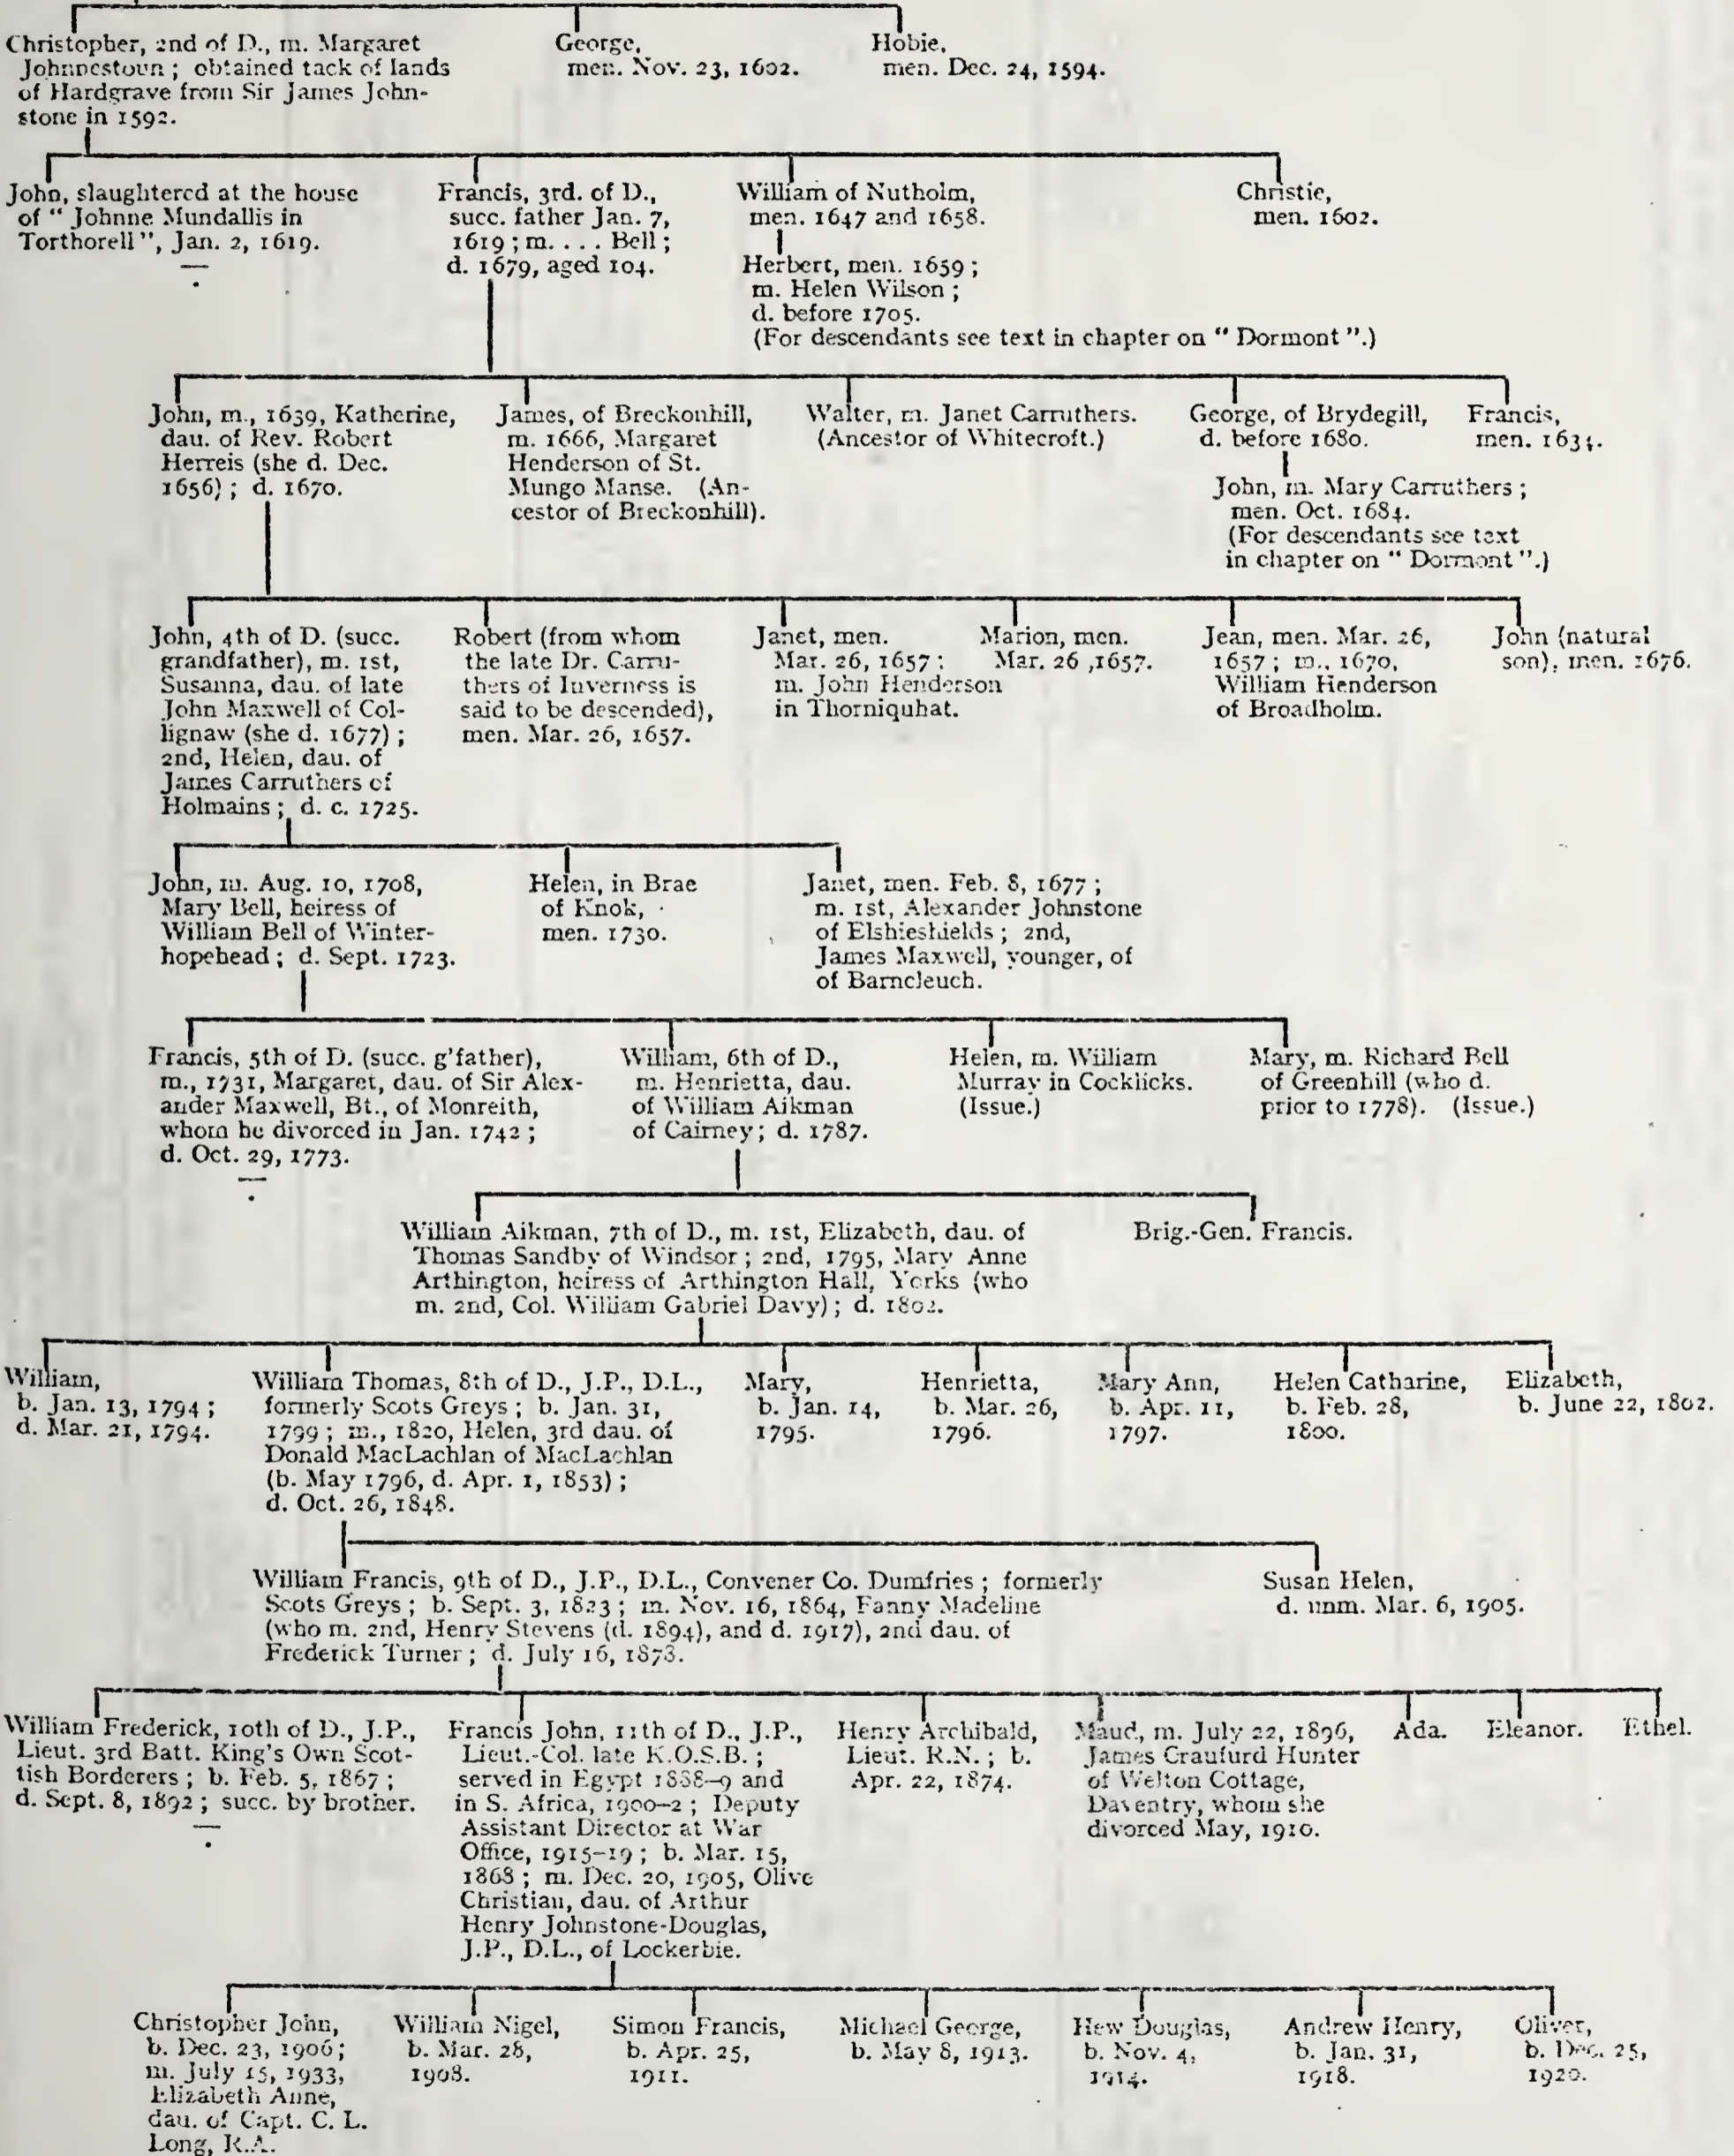 Christopher, 2nd of D., m. Margaret
Johnnestoun ; obtained tack of lands
of Hardgrave from Sir James John-
stone in 1592.
George,
men. Nov. 23, 1602.
Hobie,
men. Dec. 24, 1594.
John, slaughtered at the house
of “ Johnne Mundallis in
Torthorell ”, Jan. 2, 1619.
Francis, 3rd. of D.,
succ. father Jan. 7,
1619 ; m. . . . Bell ;
d. 1679, aged 104.
William of Nutholm,
men. 1647 and 1658.
Herbert, men. 1659 ;
m. Helen Wilson ;
d. before 1705.
(For descendants see text in chapter on “ Dormont ”.)
Christie,
men. 1602.
John, m., 1639, Katherine,
dau. of Rev. Robert
Herreis (she d. Dec.
1656) ; d. 1670.
James, of Breckonhill,
m. 1666, Margaret
Henderson of St.
Mungo Manse. (An-
cestor of Breckonhill).
Walter, m. Janet Carruthers.
(Ancestor of Whitecroft.)
George, of Brydegill,
d. before 1680.
John, m. Mary Carruthers ;
men. Oct. 1684.
(For descendants see text
in chapter on “ Dormont ”.)
Francis,
men. 1634.
John, 4th of D. (succ.
grandfather), m. 1st,
Susanna, dau. of late
John Maxwell of Col-
lignaw (she d. 1677) ;
2nd, Helen, dau. of
James Carruthers of
Holmains ; d. c. 1725.
Robert (from whom
the late Dr. Carru-
thers of Inverness is
said to be descended),
men. Mar. 26, 1657.
Janet, men.
Mar. 26, 1657 ;
m. John Henderson
in Thorniquhat.
Marion, men.
Mar. 26 ,1657.
Jean, men. Mar. 26,
1657 ; m., 1670,
William Henderson
of Broadholm.
John (natural
son), men. 1676.
John, m. Aug. 10, 1708,
Mary Bell, heiress of
William Bell of Winter-
hopehead ; d. Sept. 1723.
Helen, in Brae
of Knok,
men. 1730.
Janet, men. Feb. 8, 1677 ;
m. 1st, Alexander Johnstone
of Elshieshields ; 2nd,
James Maxwell, younger, of
of Barncleuch.
Francis, 5th of D. (succ. g’father),
m., 1731, Margaret, dau. of Sir Alex-
ander Maxwell, Bt., of Monreith,
whom he divorced in Jan. 1742 ;
d. Oct. 29, 1773.
William, 6th of D.,
m. Henrietta, dau.
of William Aikman
of Cairney; d. 1787.
Helen, m. William
Murray in Cocklicks.
(Issue.)
Mary, m. Richard Bell
of Greenhill (who d.
prior to 1778). (Issue.)
William Aikman, 7th of D., m. 1st, Elizabeth, dau. of
Thomas Sandby of Windsor ; 2nd, 1795, Mary Anne
Arthington, heiress of Arthington Hall, Yorks (who
m. 2nd, Col. William Gabriel Davy) ; d. 1802.
Brig.-Gen. Francis.
William,
b. Jan. 13, 1794 ;
d. Mar. 21, 1794.
William Thomas, 8th of D., J.P., D.L.,
formerly Scots Greys ; b. Jan. 31,
1799 ; m., 1820, Helen, 3rd dau. of
Donald MacLachlan of MacLachlan
(b. May 1796, d. Apr. 1, 1853) ;
d. Oct. 26, 1848.
Mary,
b. Jan. 14,
1795.
Henrietta,
b. Mar. 26,
1796.
Mary Ann,
b. Apr. 11,
1797.
Helen Catharine,
b. Feb. 28,
1800.
Elizabeth,
b. June 22, 1802.
William Francis, 9th of D., J.P., D.L., Convener Co. Dumfries ; formerly
Scots Greys ; b. Sept. 3, 1823 ; m. Nov. 16, 1864, Fanny Madeline
(who m. 2nd, Henry Stevens (d. 1894), and d. 1917), 2nd dau. of
Frederick Turner ; d. July 16, 1878.
Susan Helen,
d. unm. Mar. 6, 1905.
William Frederick, 10th of D., J.P.,
Lieut. 3rd Batt. King’s Own Scot-
tish Borderers ; b. Feb. 5, 1867 ;
d. Sept. 8, 1892 ; succ. by brother.
Francis John, 11th of D., J.P.,
Lieut.-Col. late K.O.S.B. ;
served in Egypt 1888–9 and
in S. Africa, 1900–2 ; Deputy
Assistant Director at War
Office, 1915–19 ; b. Mar. 15,
1868 ; m. Dec. 20, 1905, Olive
Christian, dau. of Arthur
Henry Johnstone-Douglas,
J.P., D.L., of Lockerbie.
Henry Archibald,
Lieut. R.N. ; b.
Apr. 22, 1874.
Maud, m. July 22, 1896,
James Craufurd Hunter
of Welton Cottage,
Daventry, whom she
divorced May, 1910.
Ada.
Eleanor.
Ethel.
Christopher John,
b. Dec. 23, 1906;
m. July 15, 1933,
Elizabeth Anne,
dau. of Capt. C. L.
Long, R.A.
William Nigel,
b. Mar. 28,
1908.
Simon Francis,
b. Apr. 25,
1911.
Michael George,
b. May 8, 1913.
Hew Douglas,
b. Nov. 4,
1914.
Andrew Henry,
b. Jan. 31,
1918.
Oliver,
b. Dec. 25,
1920.